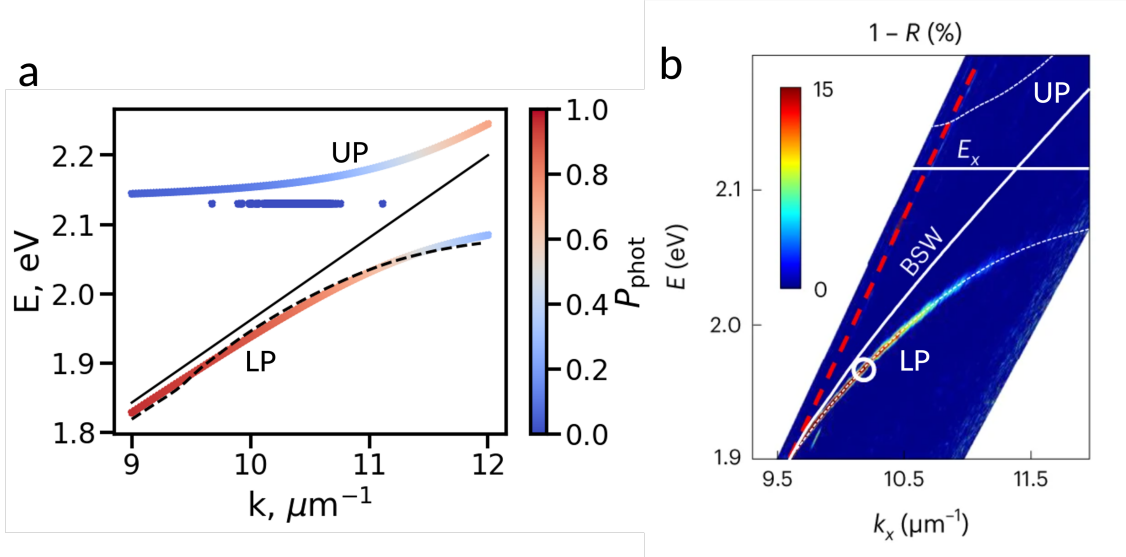 a
UP
LP
2.2
2.1
2.0
1.9
1.8
9
10
11
12
E, eV
k, μm⁻¹
1.0
0.8
0.6
0.4
0.2
0.0
P_phot
b
1 – R (%)
15
0
UP
E_x
BSW
LP
2.1
2.0
1.9
E (eV)
9.5
10.5
11.5
k_x (μm⁻¹)